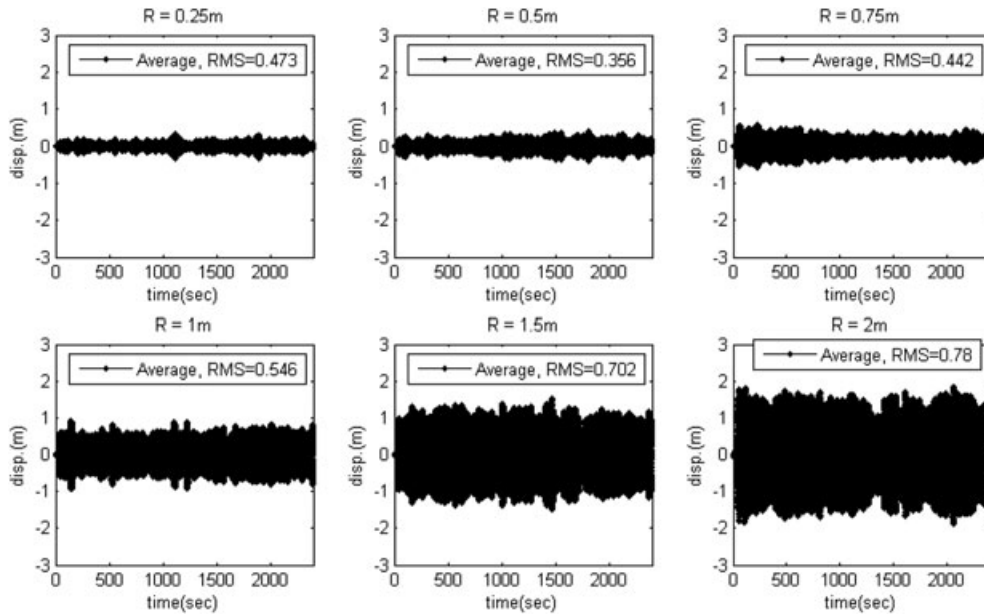 R = 0.25m
3
Average, RMS=0.473
2
1
0
-1
-2
-3
disp.(m)
0 500 1000 1500 2000
time(sec)
R = 0.5m
3
Average, RMS=0.356
2
1
0
-1
-2
-3
disp.(m)
0 500 1000 1500 2000
time(sec)
R = 0.75m
3
Average, RMS=0.442
2
1
0
-1
-2
-3
disp.(m)
0 500 1000 1500 2000
time(sec)
R = 1m
3
Average, RMS=0.546
2
1
0
-1
-2
-3
disp.(m)
0 500 1000 1500 2000
time(sec)
R = 1.5m
3
Average, RMS=0.702
2
1
0
-1
-2
-3
disp.(m)
0 500 1000 1500 2000
time(sec)
R = 2m
3
Average, RMS=0.78
2
1
0
-1
-2
-3
disp.(m)
0 500 1000 1500 2000
time(sec)